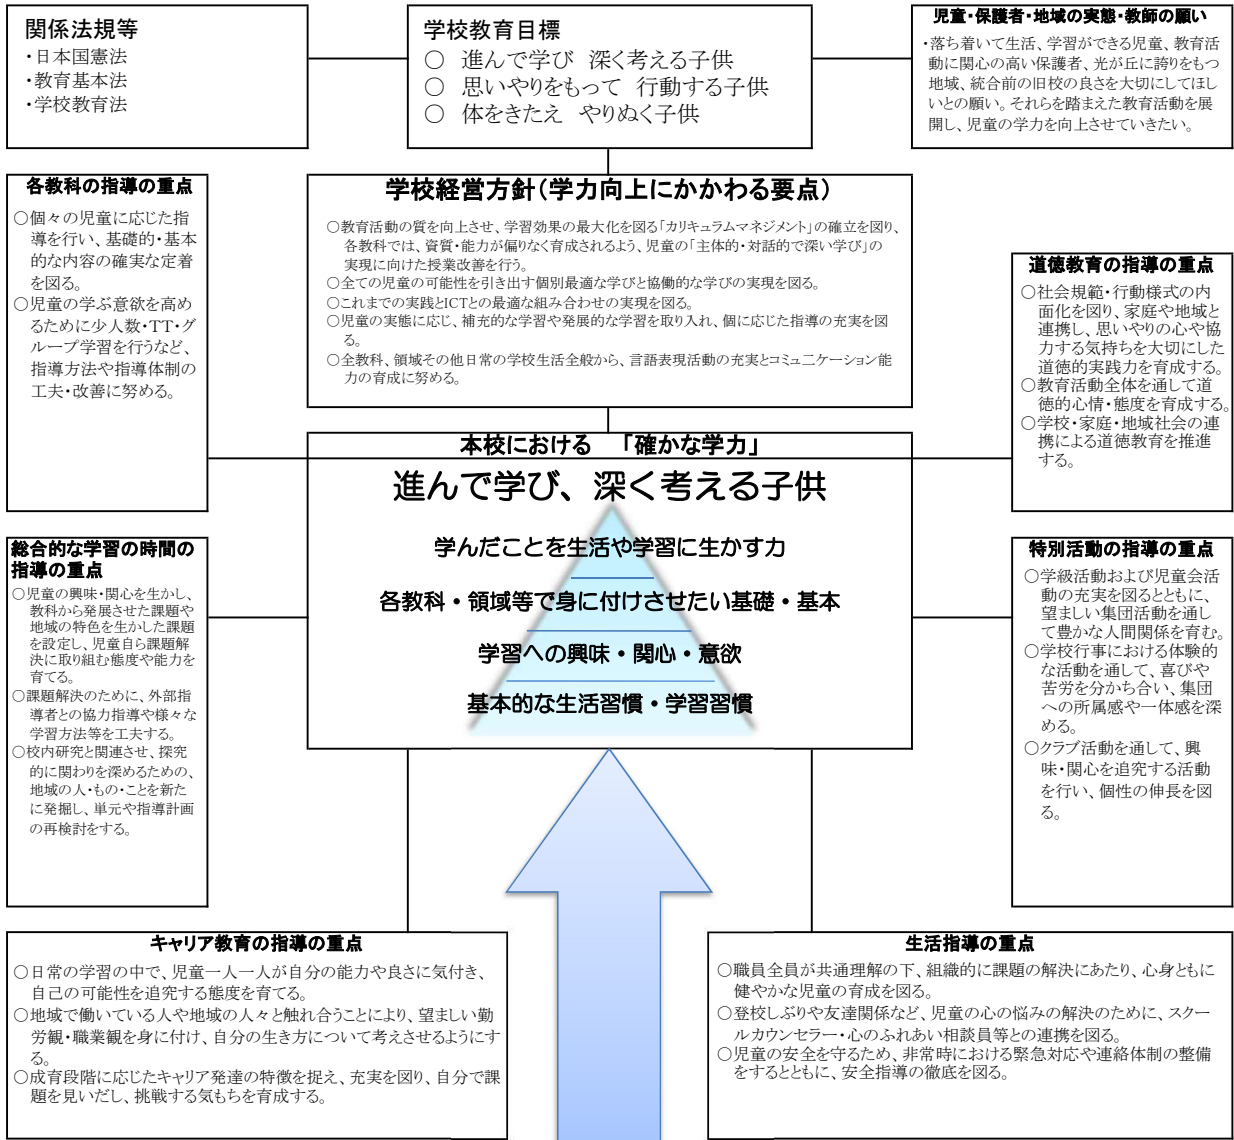 関係法規等
・日本国憲法
・教育基本法
・学校教育法
学校教育目標
○ 進んで学び 深く考える子供
○ 思いやりをもって 行動する子供
○ 体をきたえ やりぬく子供
児童・保護者・地域の実態・教師の願い
・落ち着いて生活、学習ができる児童、教育活
動に関心の高い保護者、光が丘に誇りをもつ
地域、統合前の旧校の良さを大切にしてほし
いとの願い。それらを踏まえた教育活動を展
開し、児童の学力を向上させていきたい。
各教科の指導の重点
○個々の児童に応じた指
導を行い、基礎的・基本
的な内容の確実な定着
を図る。
○児童の学ぶ意欲を高め
るために少人数・TT・グ
ループ学習を行うなど、
指導方法や指導体制の
工夫・改善に努める。
学校経営方針(学力向上にかかわる要点)
○教育活動の質を向上させ、学習効果の最大化を図る「カリキュラムマネジメント」の確立を図り、
各教科では、資質・能力が偏りなく育成されるよう、児童の「主体的・対話的で深い学び」の
実現に向けた授業改善を行う。
○全ての児童の可能性を引き出す個別最適な学びと協働的な学びの実現を図る。
○これまでの実践とICTとの最適な組み合わせの実現を図る。
○児童の実態に応じ、補充的な学習や発展的な学習を取り入れ、個に応じた指導の充実を図
る。
○全教科、領域その他日常の学校生活全般から、言語表現活動の充実とコミュニケーション能
力の育成に努める。
道徳教育の指導の重点
○社会規範・行動様式の内
面化を図り、家庭や地域と
連携し、思いやりの心や協
力する気持ちを大切にした
道徳的実践力を育成する。
○教育活動全体を通して道
徳的心情・態度を育成する。
○学校・家庭・地域社会の連
携による道徳教育を推進
する。
本校における 「確かな学力」
進んで学び、深く考える子供
学んだことを生活や学習に生かす力
各教科・領域等で身に付けさせたい基礎・基本
学習への興味・関心・意欲
基本的な生活習慣・学習習慣
総合的な学習の時間の
指導の重点
○児童の興味・関心を生かし、
教科から発展させた課題や
地域の特色を生かした課題
を設定し、児童自ら課題解
決に取り組む態度や能力を
育てる。
○課題解決のために、外部指
導者との協力指導や様々な
学習方法等を工夫する。
○校内研究と関連させ、探究
的に関わりを深めるための、
地域の人・もの・ことを新た
に発掘し、単元や指導計画
の再検討をする。
特別活動の指導の重点
○学級活動および児童会活
動の充実を図るとともに、
望ましい集団活動を通し
て豊かな人間関係を育む。
○学校行事における体験的
な活動を通して、喜びや
苦労を分かち合い、集団
への所属感や一体感を深
める。
○クラブ活動を通して、興
味・関心を追究する活動
を行い、個性の伸長を図
る。
キャリア教育の指導の重点
○日常の学習の中で、児童一人一人が自分の能力や良さに気付き、
自己の可能性を追究する態度を育てる。
○地域で働いている人や地域の人々と触れ合うことにより、望ましい勤
労観・職業観を身に付け、自分の生き方について考えさせるようにす
る。
○成育段階に応じたキャリア発達の特徴を捉え、充実を図り、自分で課
題を見いだし、挑戦する気もちを育成する。
生活指導の重点
○職員全員が共通理解の下、組織的に課題の解決にあたり、心身ともに
健やかな児童の育成を図る。
○登校しぶりや友達関係など、児童の心の悩みの解決のために、スクー
ルカウンセラー・心のふれあい相談員等との連携を図る。
○児童の安全を守るため、非常時における緊急対応や連絡体制の整備
をするとともに、安全指導の徹底を図る。